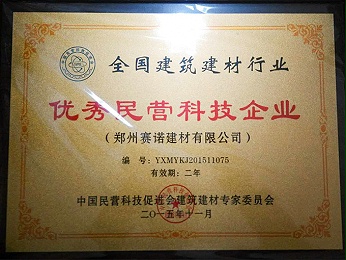 全国建筑建材行业
优秀民营科技企业
（郑州赛诺建材有限公司）
编 号：YXMYKJ201511075
有效期：二年
中国民营科技促进会建筑建材专家委员会
二〇一五年十一月